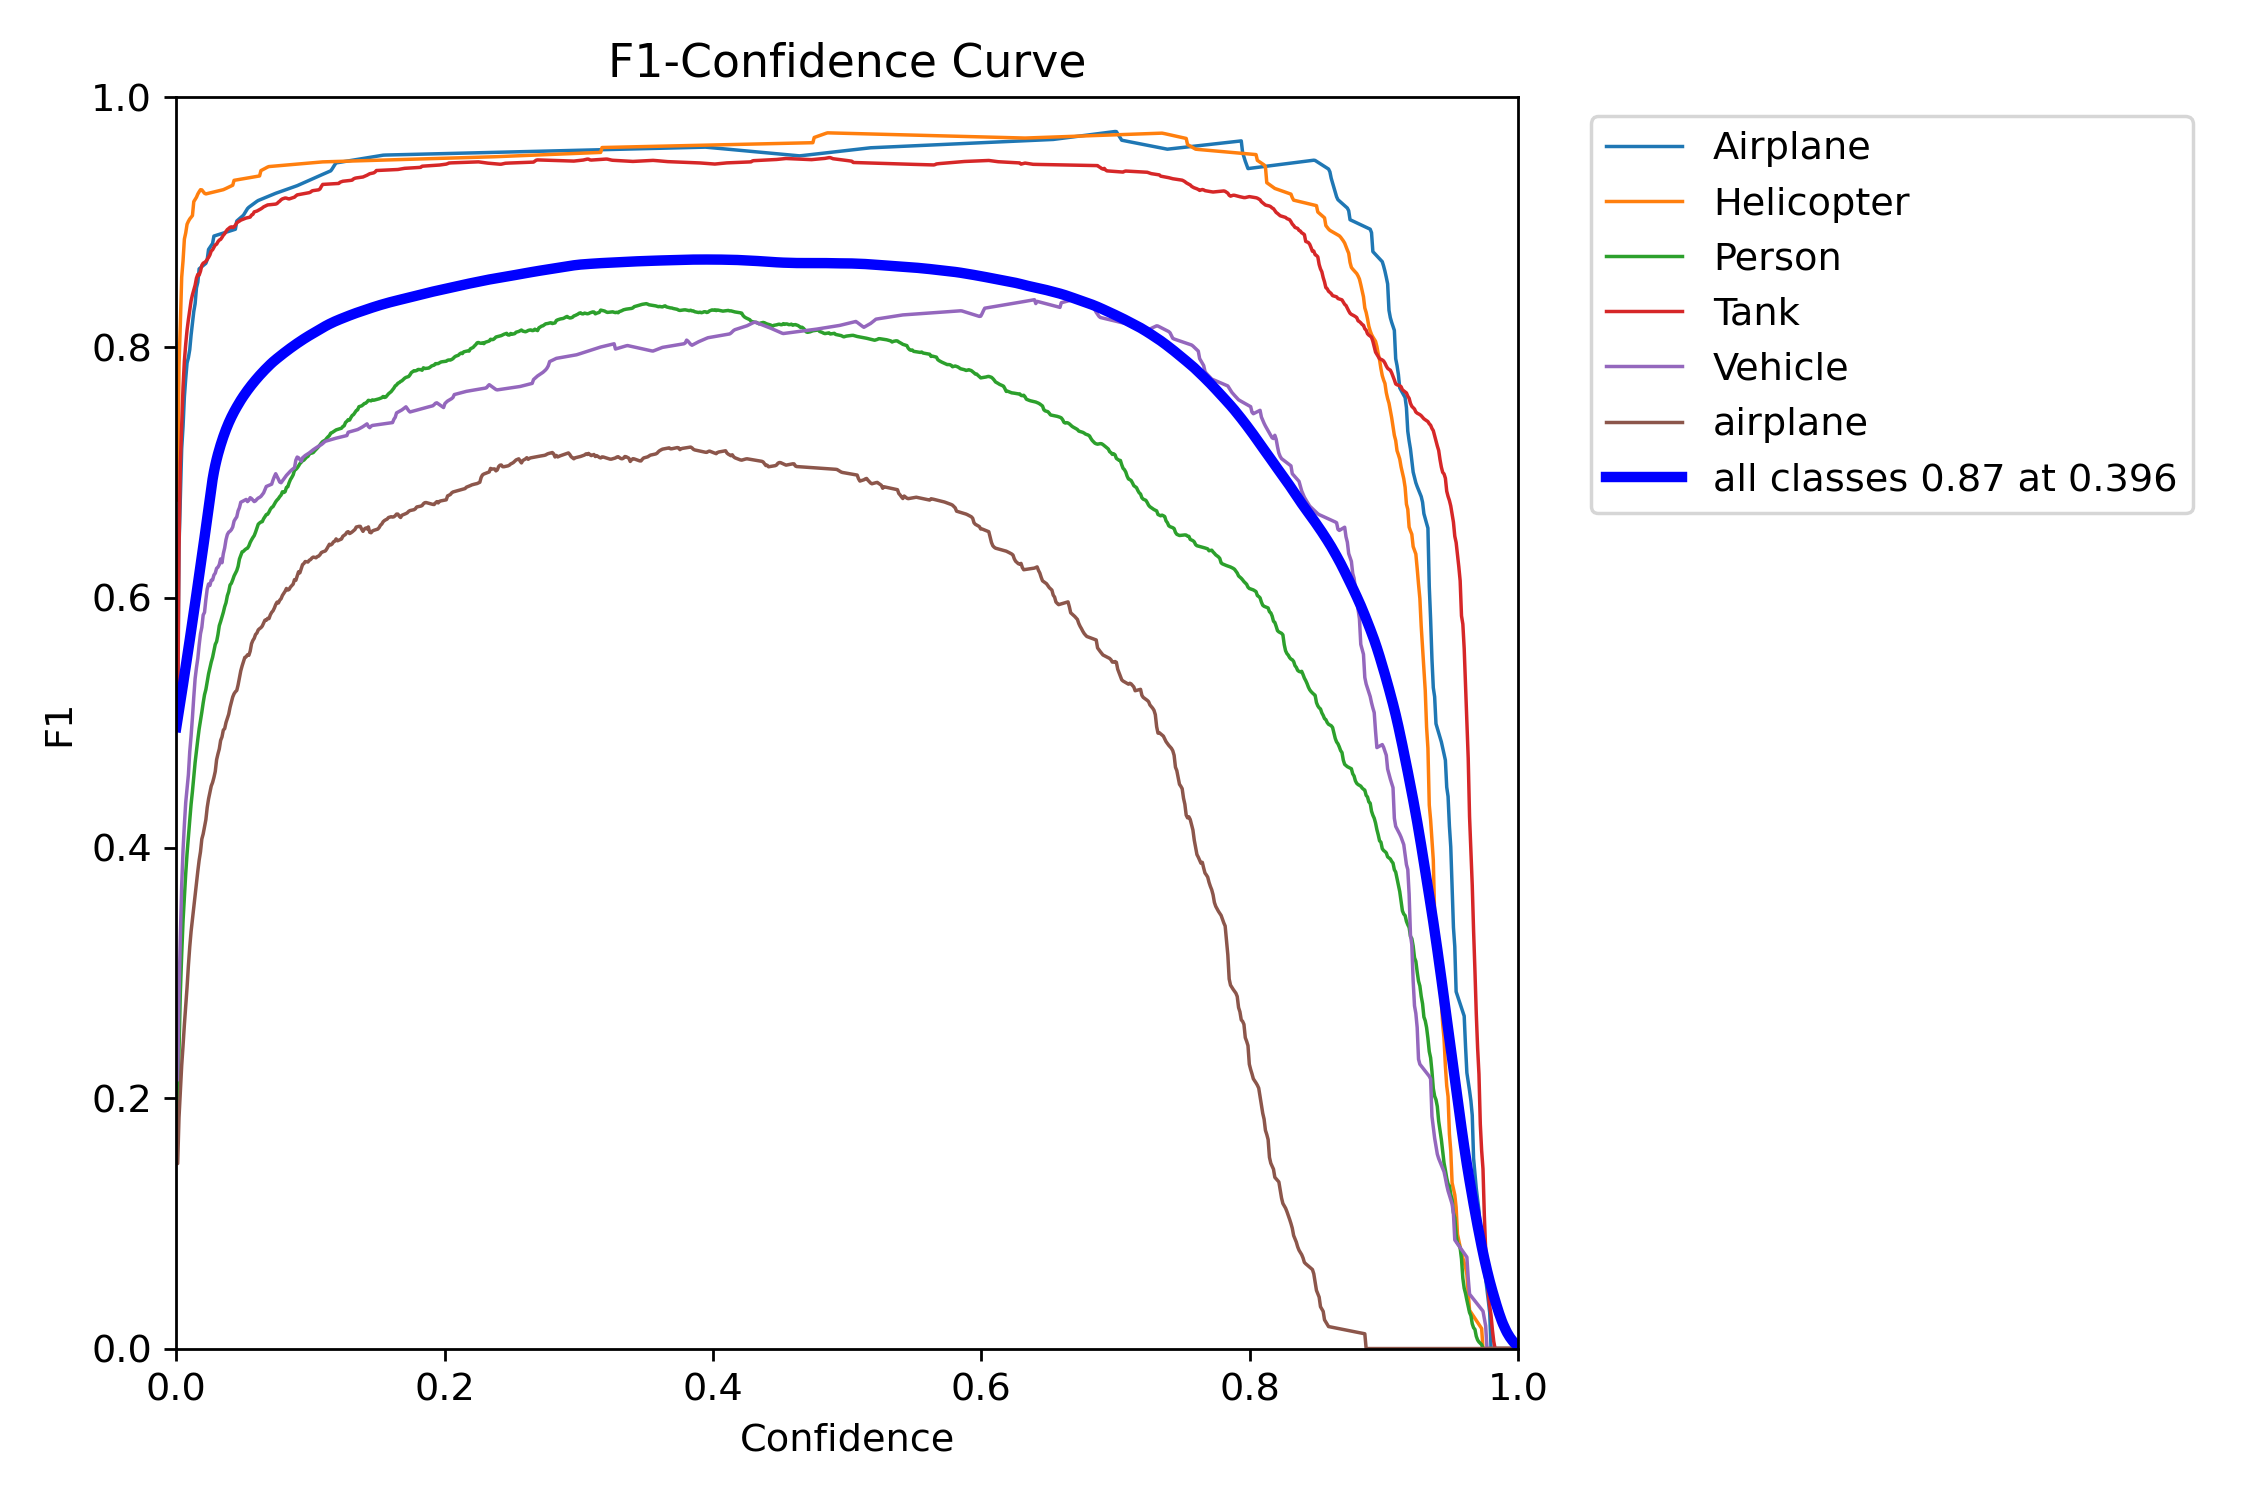 F1-Confidence Curve
1.0
0.8
0.6
0.4
0.2
0.0
F1
0.0 0.2 0.4 0.6 0.8 1.0
Confidence
Airplane
Helicopter
Person
Tank
Vehicle
airplane
all classes 0.87 at 0.396